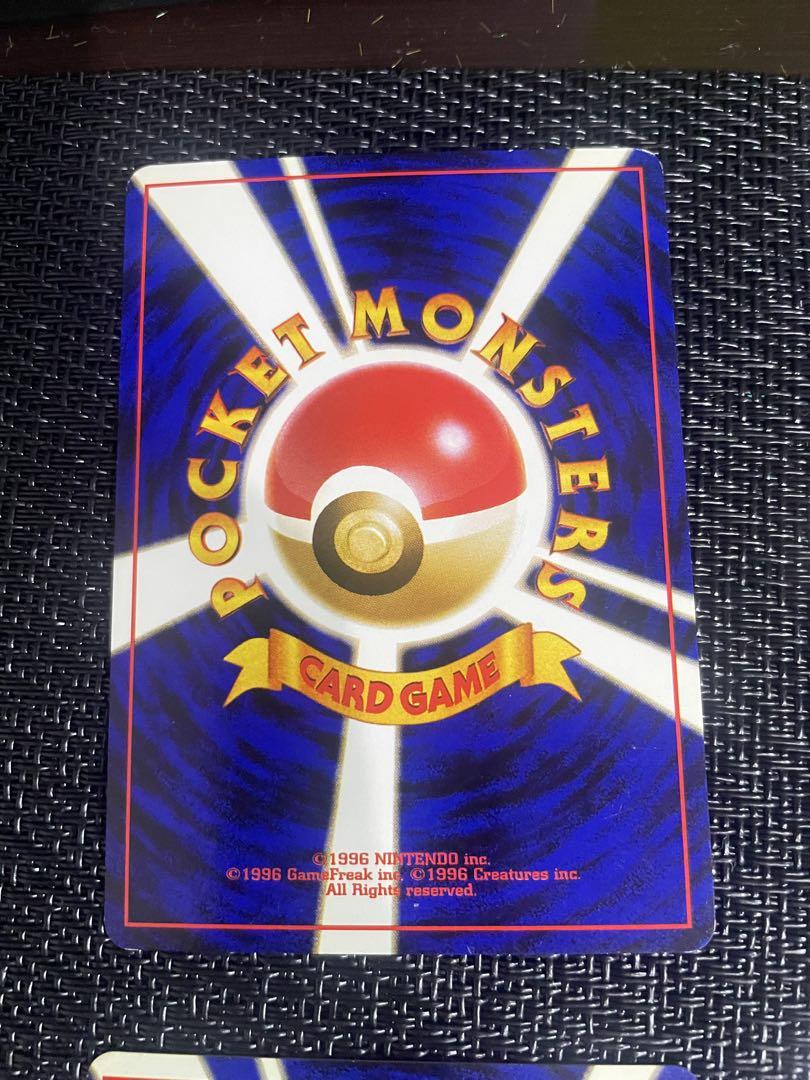 POCKET MONSTERS
CARD GAME
©1996 NINTENDO inc.
©1996 GameFreak inc. ©1996 Creatures inc.
All Rights reserved.